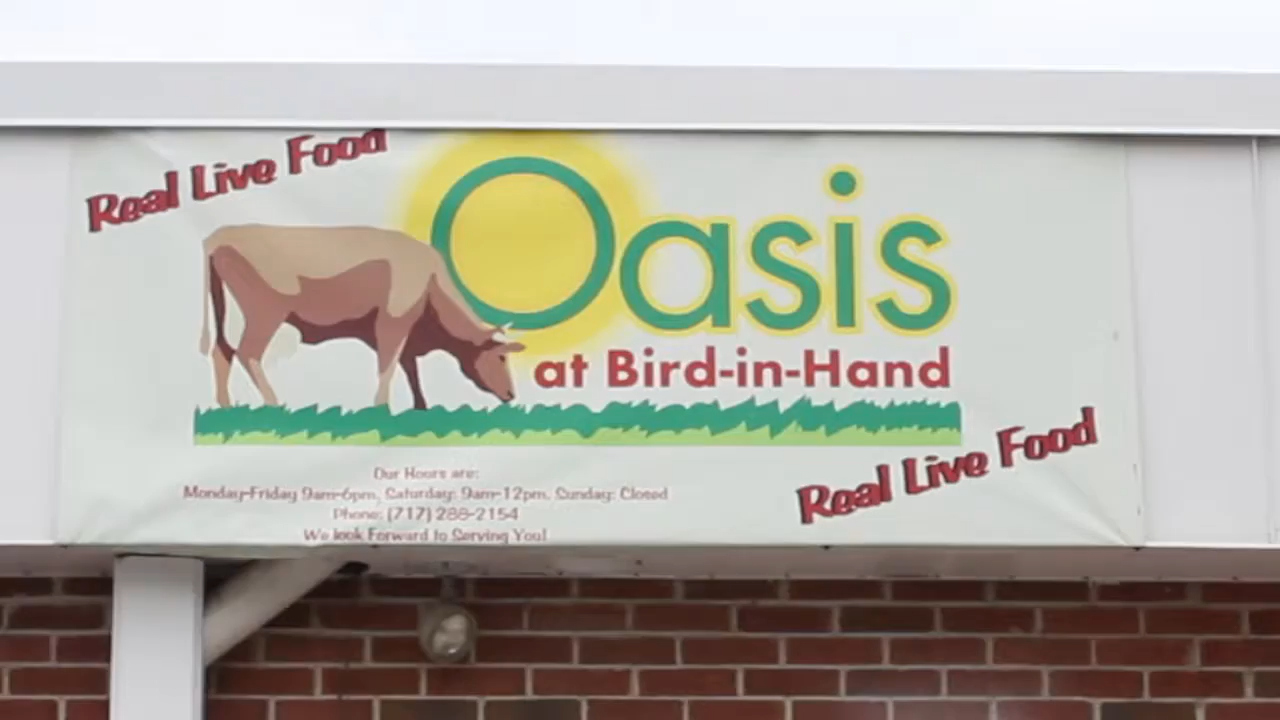 Real Live Food
Oasis
at Bird-in-Hand
Real Live Food
Our Hours are:
Monday-Friday 9am-6pm, Saturday: 9am-12pm, Sunday: Closed
Phone: (717) 288-2154
We look Forward to Serving You!